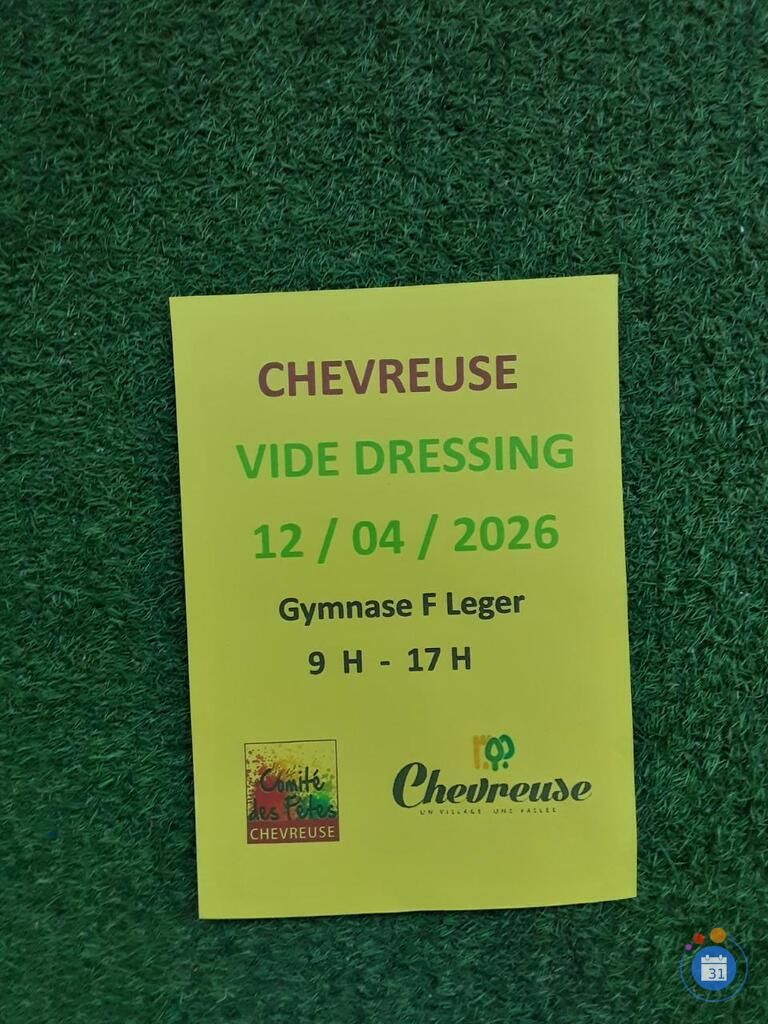 CHEVREUSE
VIDE DRESSING
12 / 04 / 2026
Gymnase F Leger
9 H - 17 H
Comité
des Fêtes
CHEVREUSE
Chevreuse
UN VILLAGE, UNE VALLÉE
31